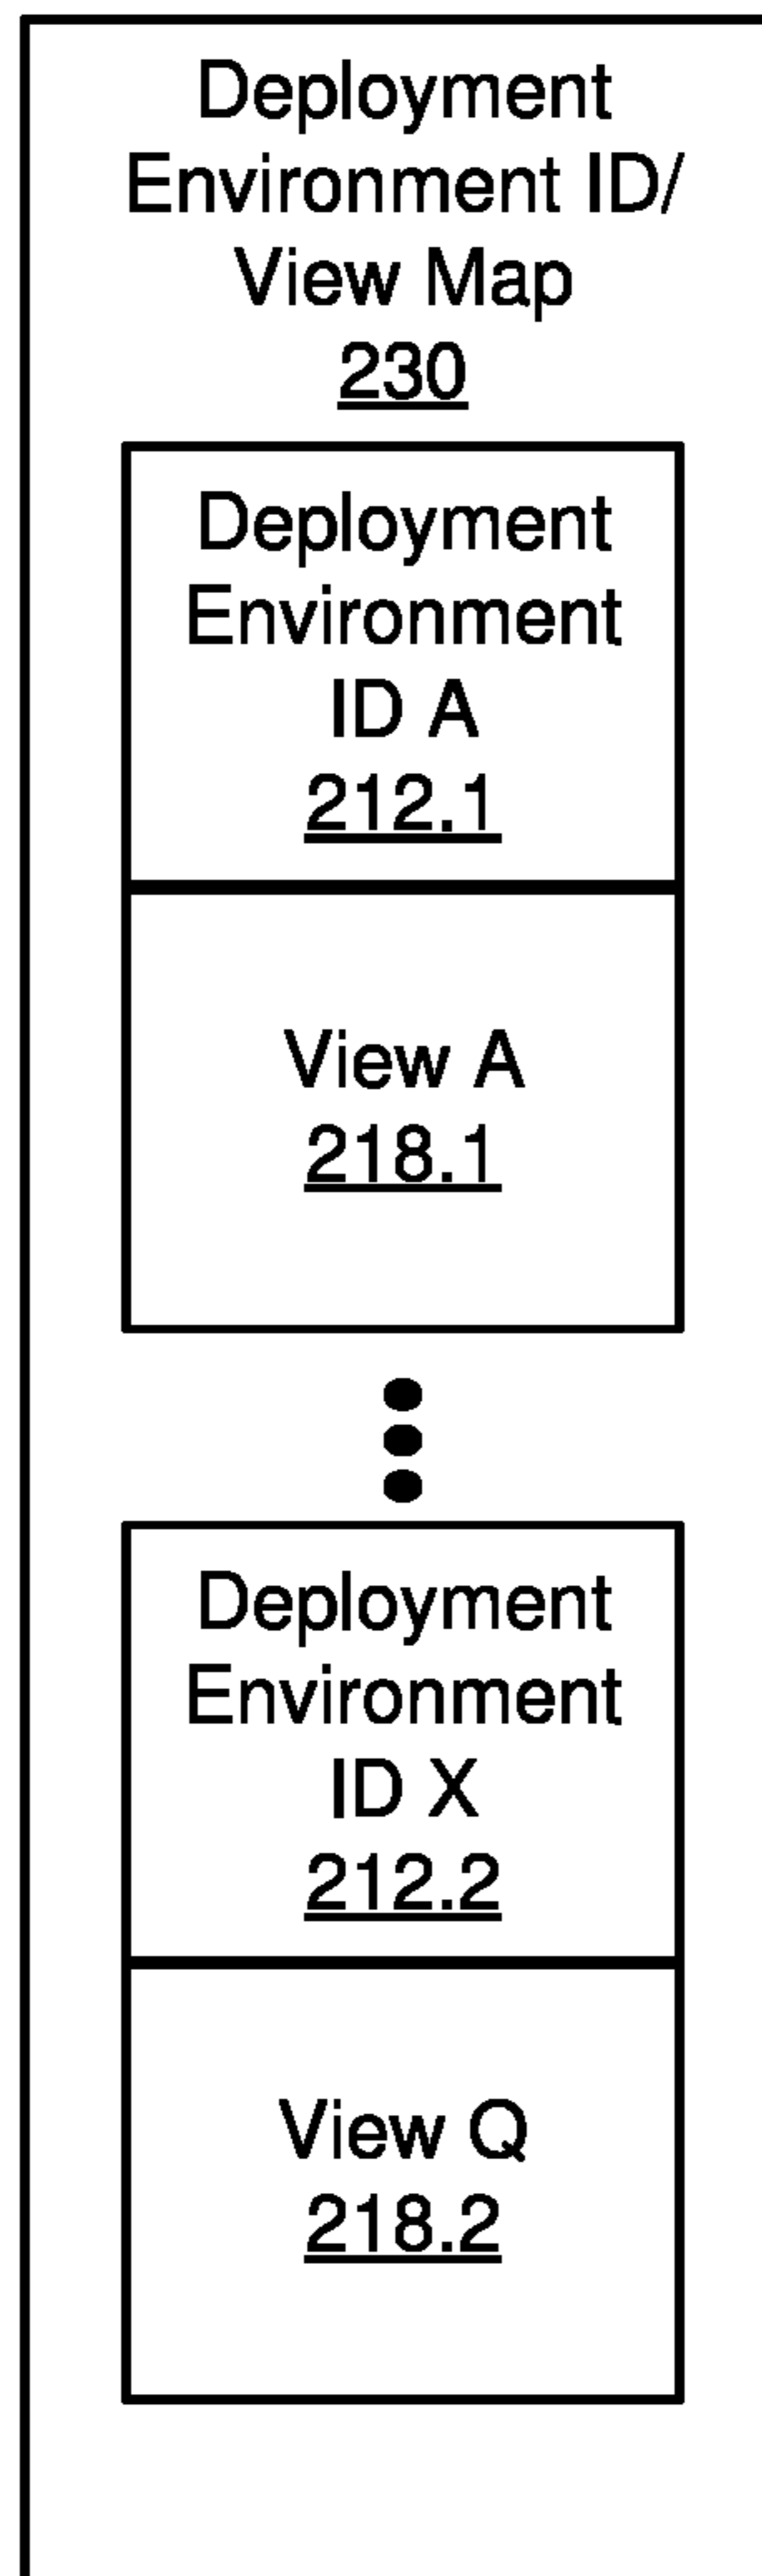 Deployment
Environment ID/
View Map
230
Deployment
Environment
ID A
212.1
View A
218.1
Deployment
Environment
ID X
212.2
View Q
218.2